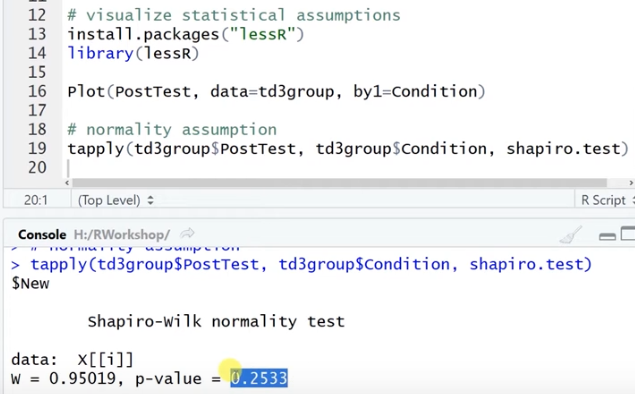 12 # visualize statistical assumptions
13 install.packages("lessR")
14 library(lessR)
15
16 Plot(PostTest, data=td3group, by1=Condition)
17
18 # normality assumption
19 tapply(td3group$PostTest, td3group$Condition, shapiro.test)
20
20:1 (Top Level) R Script
Console H:/RWorkshop/
> # normality assumption
> tapply(td3group$PostTest, td3group$Condition, shapiro.test)
$New
Shapiro-Wilk normality test
data: X[[i]]
W = 0.95019, p-value = 0.2533